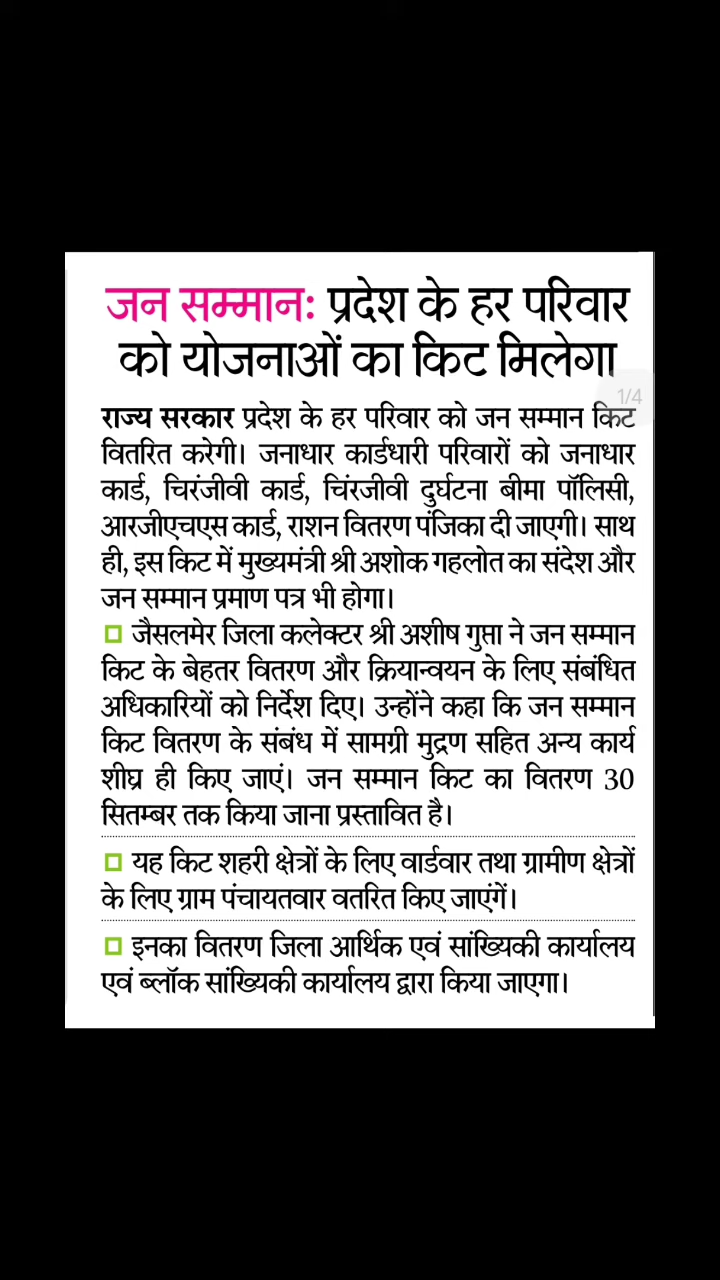 जन सम्मानः प्रदेश के हर परिवार
को योजनाओं का किट मिलेगा
1/4
राज्य सरकार प्रदेश के हर परिवार को जन सम्मान किट
वितरित करेगी। जनाधार कार्डधारी परिवारों को जनाधार
कार्ड, चिरंजीवी कार्ड, चिंरजीवी दुर्घटना बीमा पॉलिसी,
आरजीएचएस कार्ड, राशन वितरण पंजिका दी जाएगी। साथ
ही, इस किट में मुख्यमंत्री श्री अशोक गहलोत का संदेश और
जन सम्मान प्रमाण पत्र भी होगा।
जैसलमेर जिला कलेक्टर श्री अशीष गुप्ता ने जन सम्मान
किट के बेहतर वितरण और क्रियान्वयन के लिए संबंधित
अधिकारियों को निर्देश दिए। उन्होंने कहा कि जन सम्मान
किट वितरण के संबंध में सामग्री मुद्रण सहित अन्य कार्य
शीघ्र ही किए जाएं। जन सम्मान किट का वितरण 30
सितम्बर तक किया जाना प्रस्तावित है।
यह किट शहरी क्षेत्रों के लिए वार्डवार तथा ग्रामीण क्षेत्रों
के लिए ग्राम पंचायतवार वतरित किए जाएंगें।
इनका वितरण जिला आर्थिक एवं सांख्यिकी कार्यालय
एवं ब्लॉक सांख्यिकी कार्यालय द्वारा किया जाएगा।